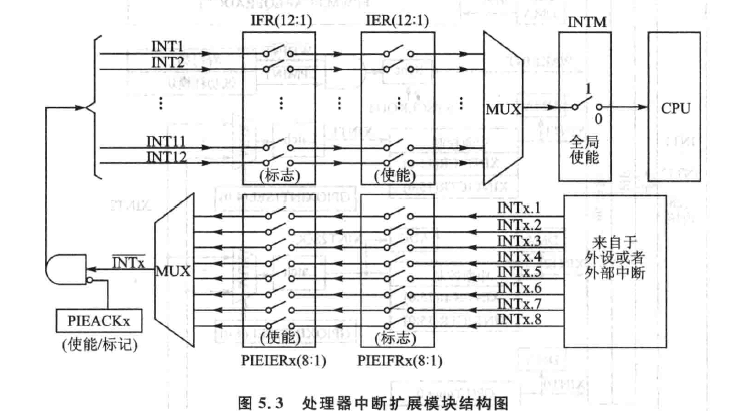 IFR(12:1) IER(12:1) INTM
INT1
INT2
INT11
INT12
(标志) (使能)
MUX
1
0
全局
使能
CPU
INTx.1
INTx.2
INTx.3
INTx.4
INTx.5
INTx.6
INTx.7
INTx.8
来自于
外设或者
外部中断
INTx
MUX
PIEACKx
(使能/标记)
(使能) (标志)
PIEIERx(8:1) PIEIFRx(8:1)
图 5.3 处理器中断扩展模块结构图